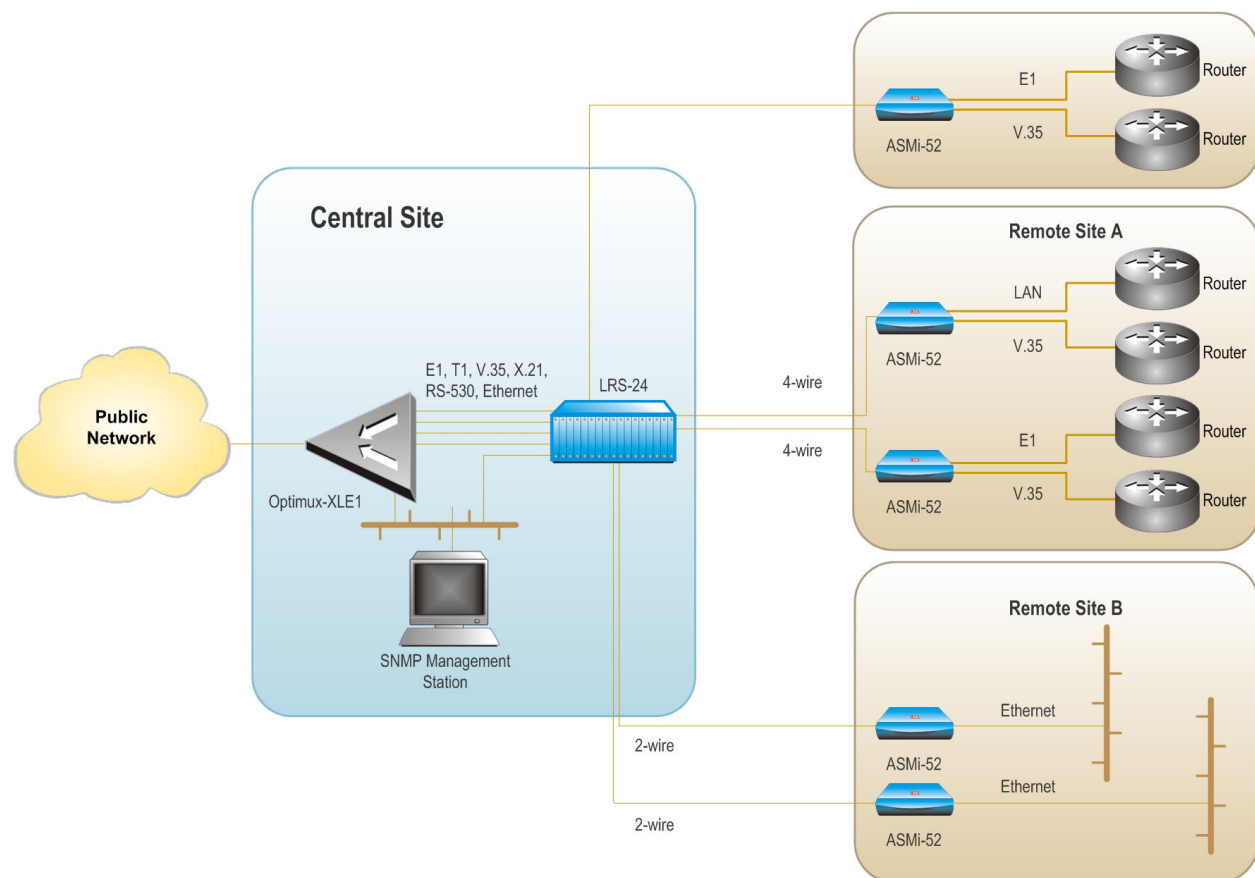 E1
Router
V.35
Router
ASMi-52
Central Site
Remote Site A
LAN
Router
V.35
Router
ASMi-52
4-wire
E1
Router
4-wire
V.35
Router
ASMi-52
E1, T1, V.35, X.21,
RS-530, Ethernet
LRS-24
Public
Network
Optimux-XLE1
SNMP Management
Station
Remote Site B
Ethernet
2-wire
ASMi-52
Ethernet
2-wire
ASMi-52